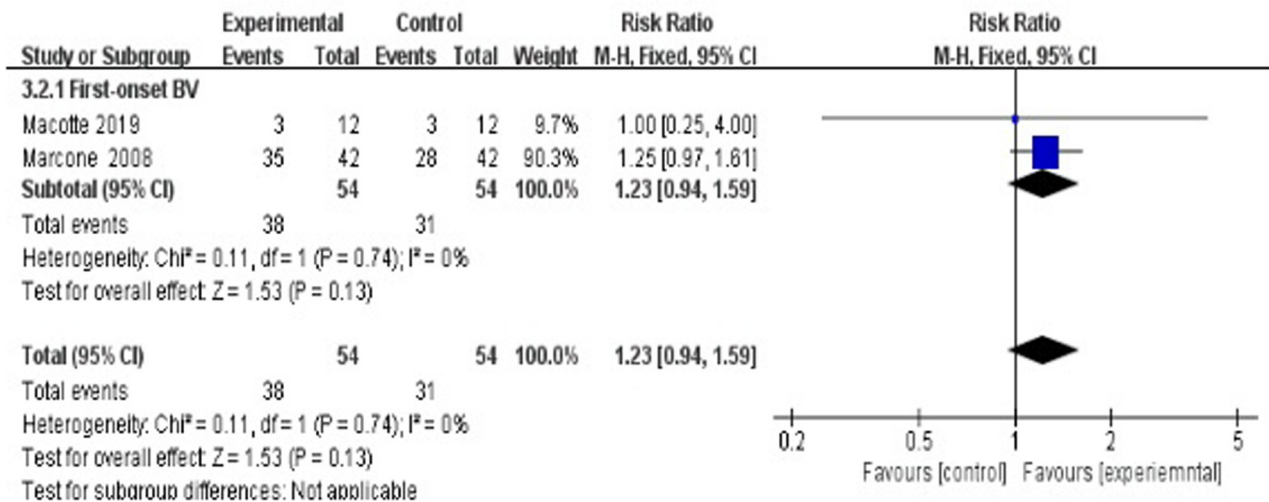 Experimental Control Risk Ratio Risk Ratio
Study or Subgroup Events Total Events Total Weight M-H, Fixed, 95% CI M-H, Fixed, 95% CI
3.2.1 First-onset BV
Macotte 2019 3 12 3 12 9.7% 1.00 [0.25, 4.00]
Marcone 2008 35 42 28 42 90.3% 1.25 [0.97, 1.61]
Subtotal (95% CI) 54 54 100.0% 1.23 [0.94, 1.59]
Total events 38 31
Heterogeneity: Chi² = 0.11, df = 1 (P = 0.74); I² = 0%
Test for overall effect: Z = 1.53 (P = 0.13)
Total (95% CI) 54 54 100.0% 1.23 [0.94, 1.59]
Total events 38 31
Heterogeneity: Chi² = 0.11, df = 1 (P = 0.74); I² = 0%
Test for overall effect: Z = 1.53 (P = 0.13)
Test for subgroup differences: Not applicable
0.2 0.5 1 2 5
Favours [control] Favours [experiemntal]